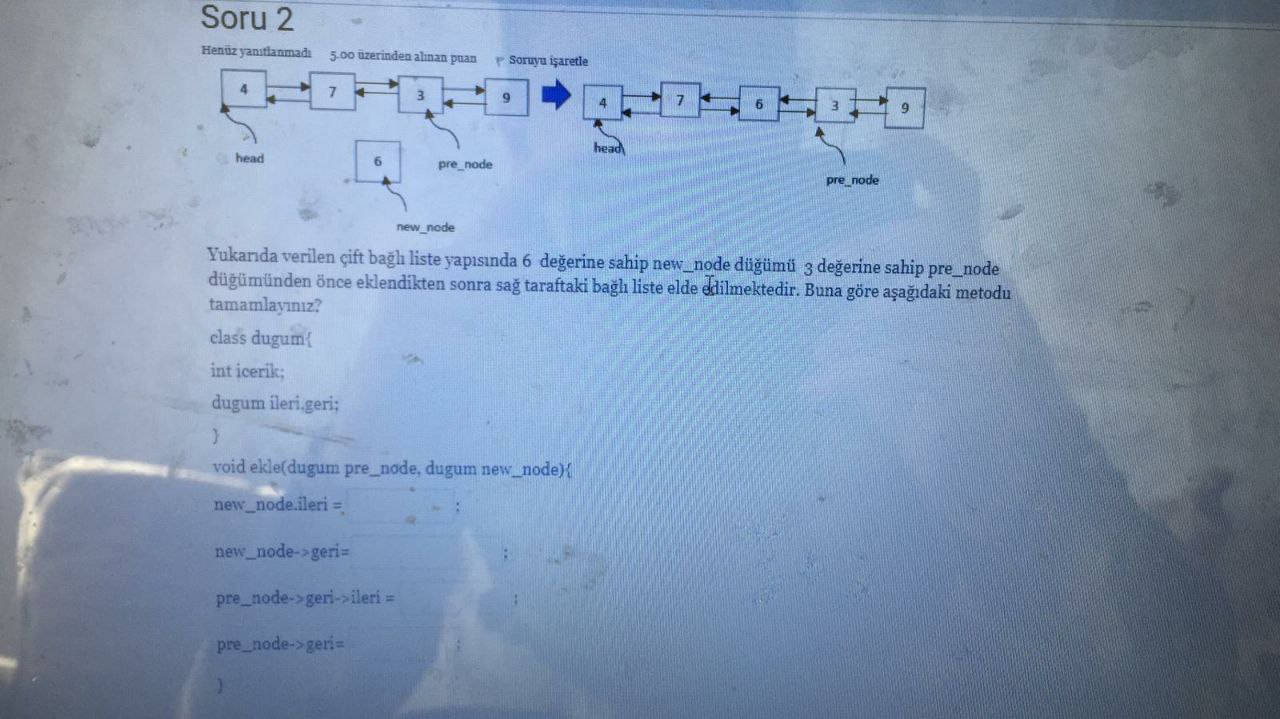 Soru 2
Henüz yanıtlanmadı 5.00 üzerinden alınan puan Soruyu işaretle
4 7 3 9 4 7 6 3 9
head 6 pre_node head pre_node
new_node
Yukarıda verilen çift bağlı liste yapısında 6 değerine sahip new_node düğümü 3 değerine sahip pre_node
düğümünden önce eklendikten sonra sağ taraftaki bağlı liste elde edilmektedir. Buna göre aşağıdaki metodu
tamamlayınız?
class dugum{
int icerik;
dugum ileri,geri;
}
void ekle(dugum pre_node, dugum new_node){
new_node.ileri = ;
new_node->geri= ;
pre_node->geri->ileri = ;
pre_node->geri= ;
}